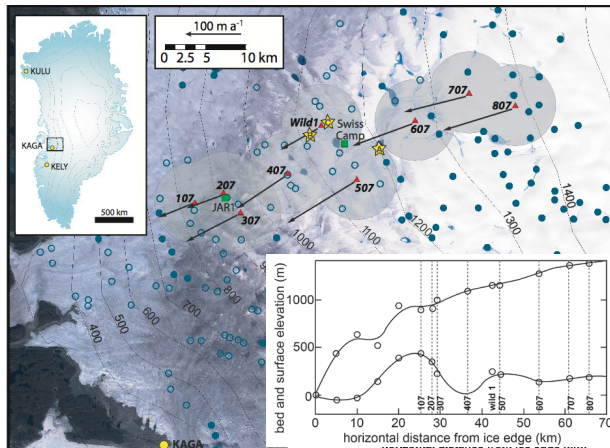 KULU
KAGA
KELY
500 km
100 m a⁻¹
0 2.5 5 10 km
Wild1
Swiss
Camp
707
807
607
407
507
207
107
JAR1
307
400
500
600
700
800
1000
1100
1200
1300
1400
KAGA
bed and surface elevation (m)
1000
500
0
107
207
307
407
wild 1
507
607
707
807
0 10 20 30 40 50 60 70
horizontal distance from ice edge (km)